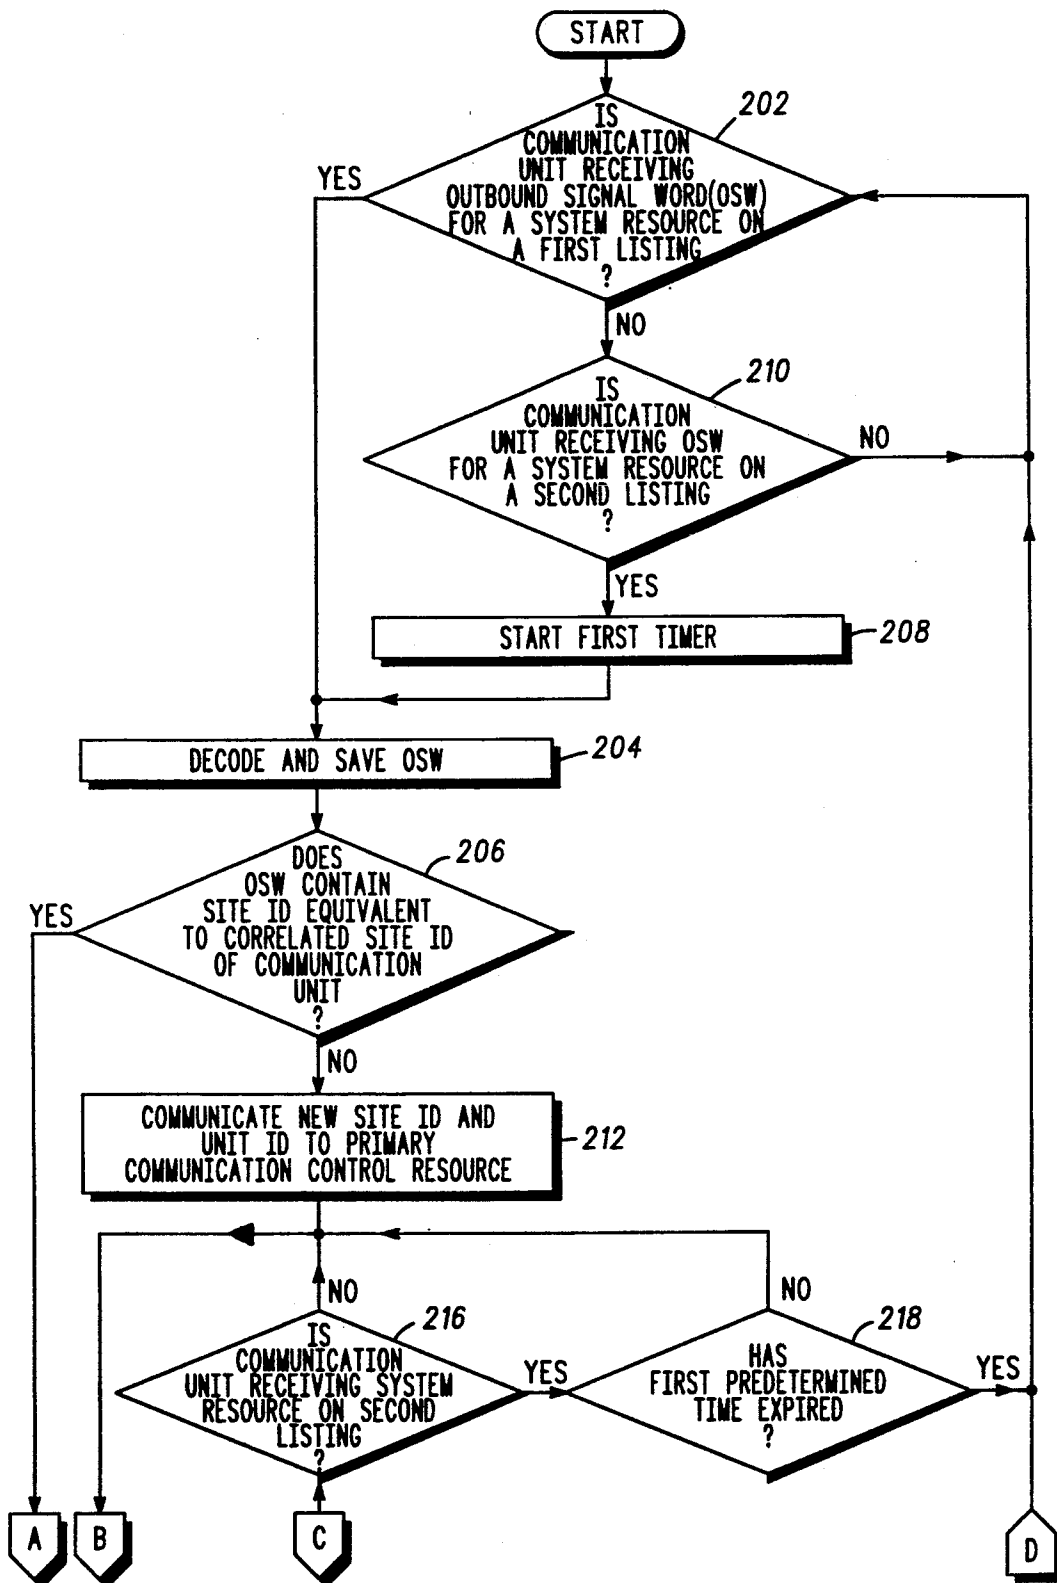 START
202
IS
COMMUNICATION
UNIT RECEIVING
OUTBOUND SIGNAL WORD(OSW)
FOR A SYSTEM RESOURCE ON
A FIRST LISTING
?
YES
NO
210
IS
COMMUNICATION
UNIT RECEIVING OSW
FOR A SYSTEM RESOURCE ON
A SECOND LISTING
?
NO
YES
START FIRST TIMER
208
DECODE AND SAVE OSW
204
206
DOES
OSW CONTAIN
SITE ID EQUIVALENT
TO CORRELATED SITE ID
OF COMMUNICATION
UNIT
?
YES
NO
COMMUNICATE NEW SITE ID AND
UNIT ID TO PRIMARY
COMMUNICATION CONTROL RESOURCE
212
NO
216
IS
COMMUNICATION
UNIT RECEIVING SYSTEM
RESOURCE ON SECOND
LISTING
?
YES
NO
218
HAS
FIRST PREDETERMINED
TIME EXPIRED
?
YES
A
B
C
D